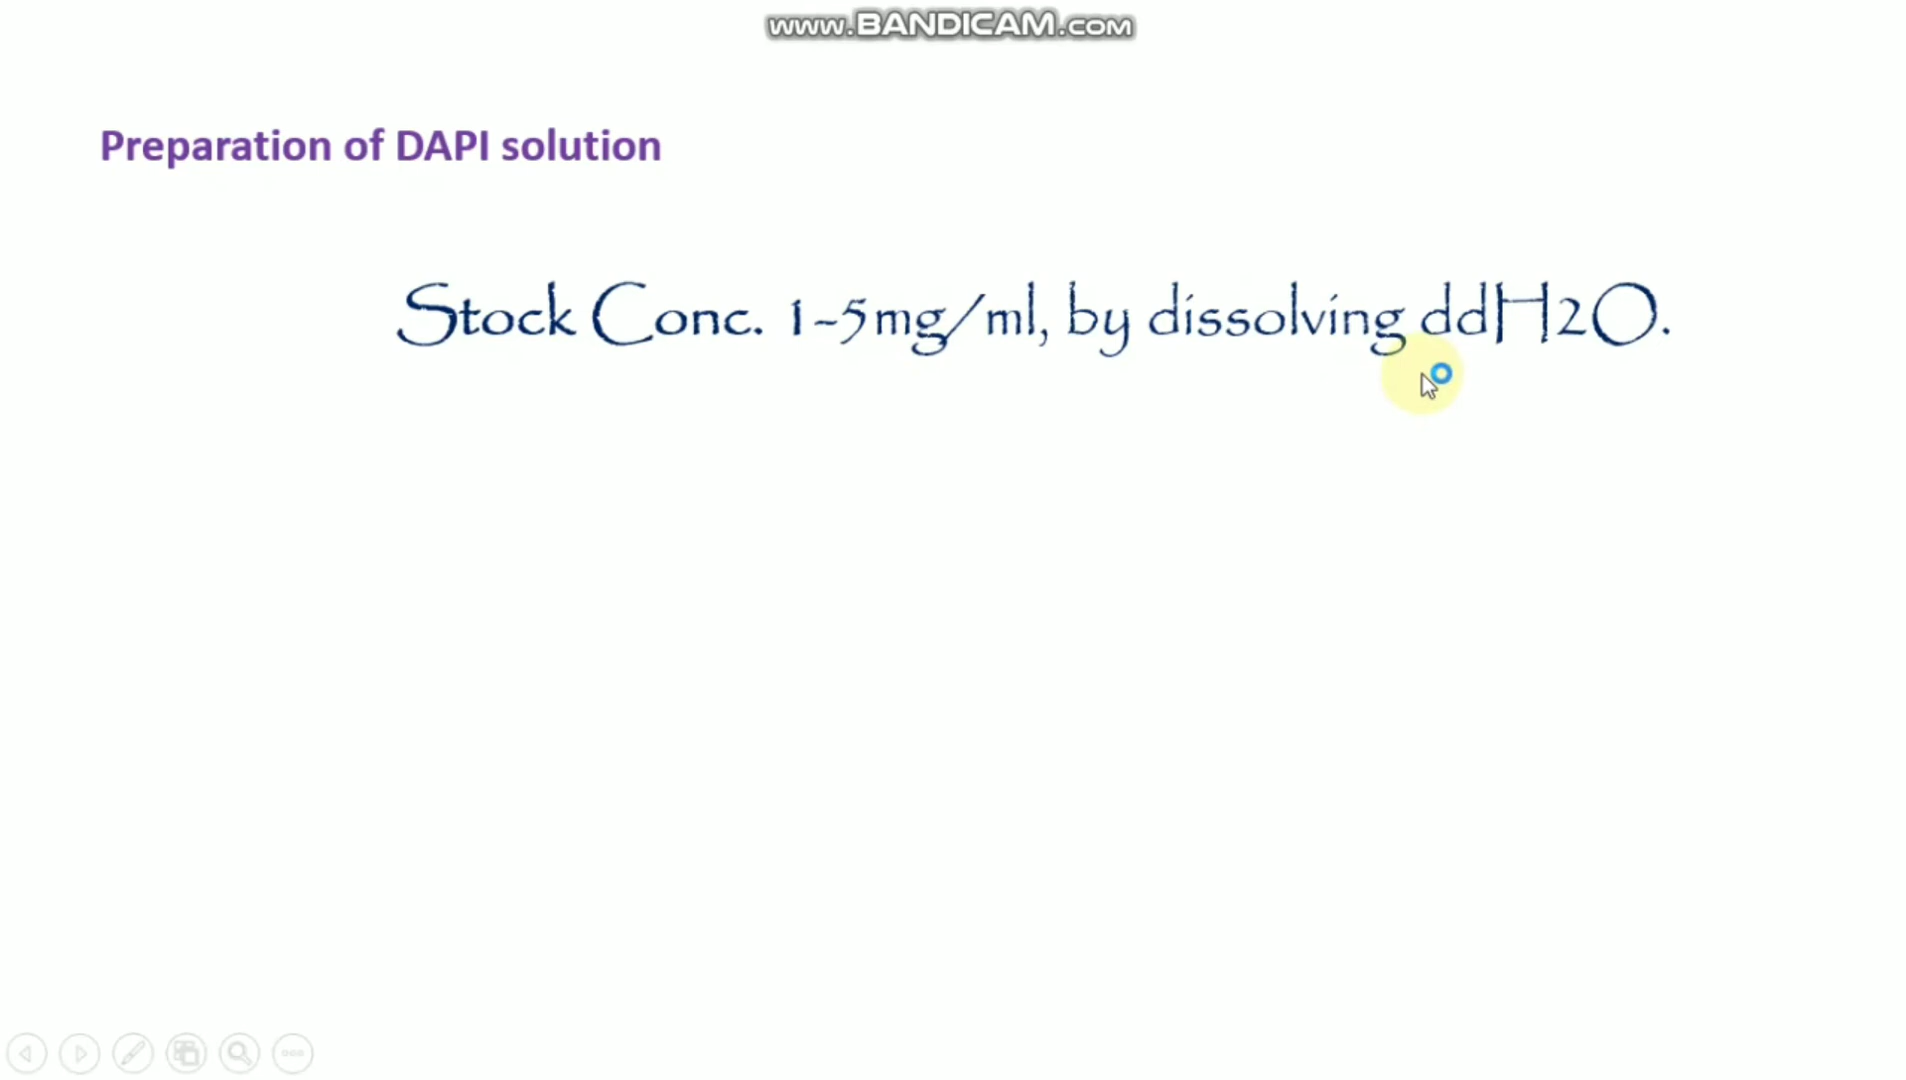 www.BANDICAM.com
Preparation of DAPI solution
Stock Conc. 1-5mg/ml, by dissolving ddH2O.